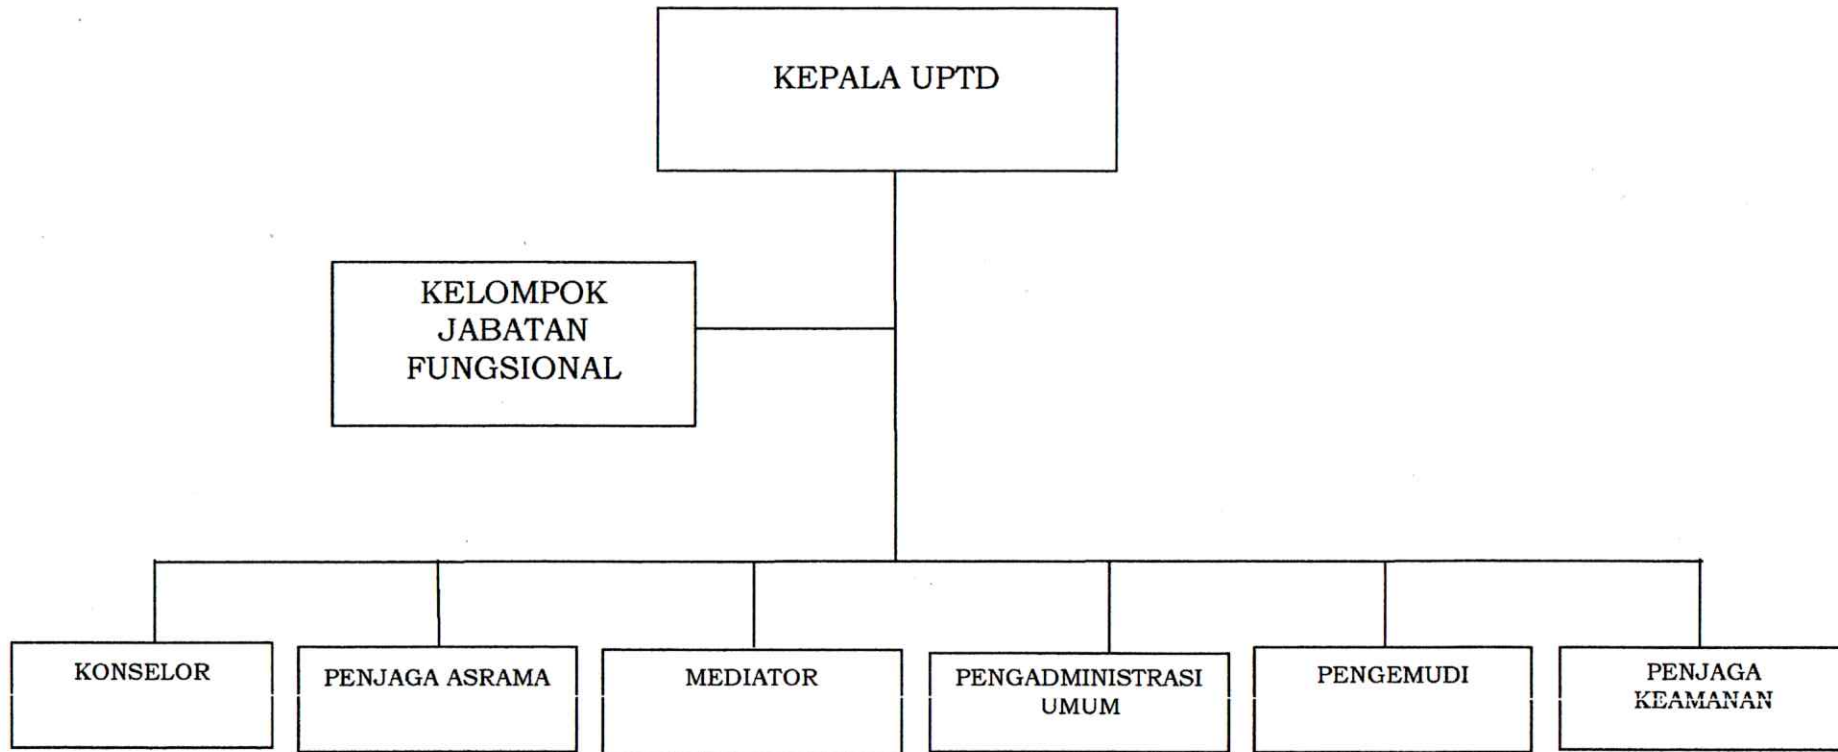 KEPALA UPTD
KELOMPOK
JABATAN
FUNGSIONAL
KONSELOR
PENJAGA ASRAMA
MEDIATOR
PENGADMINISTRASI
UMUM
PENGEMUDI
PENJAGA
KEAMANAN